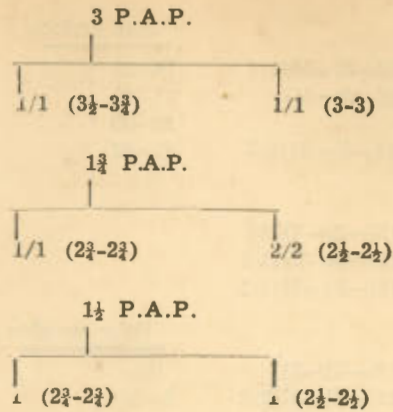 3 P.A.P.
1/1 (3½-3¾) 1/1 (3-3)
1¾ P.A.P.
1/1 (2¾-2¾) 2/2 (2½-2½)
1½ P.A.P.
1 (2¾-2¾) 1 (2½-2½)